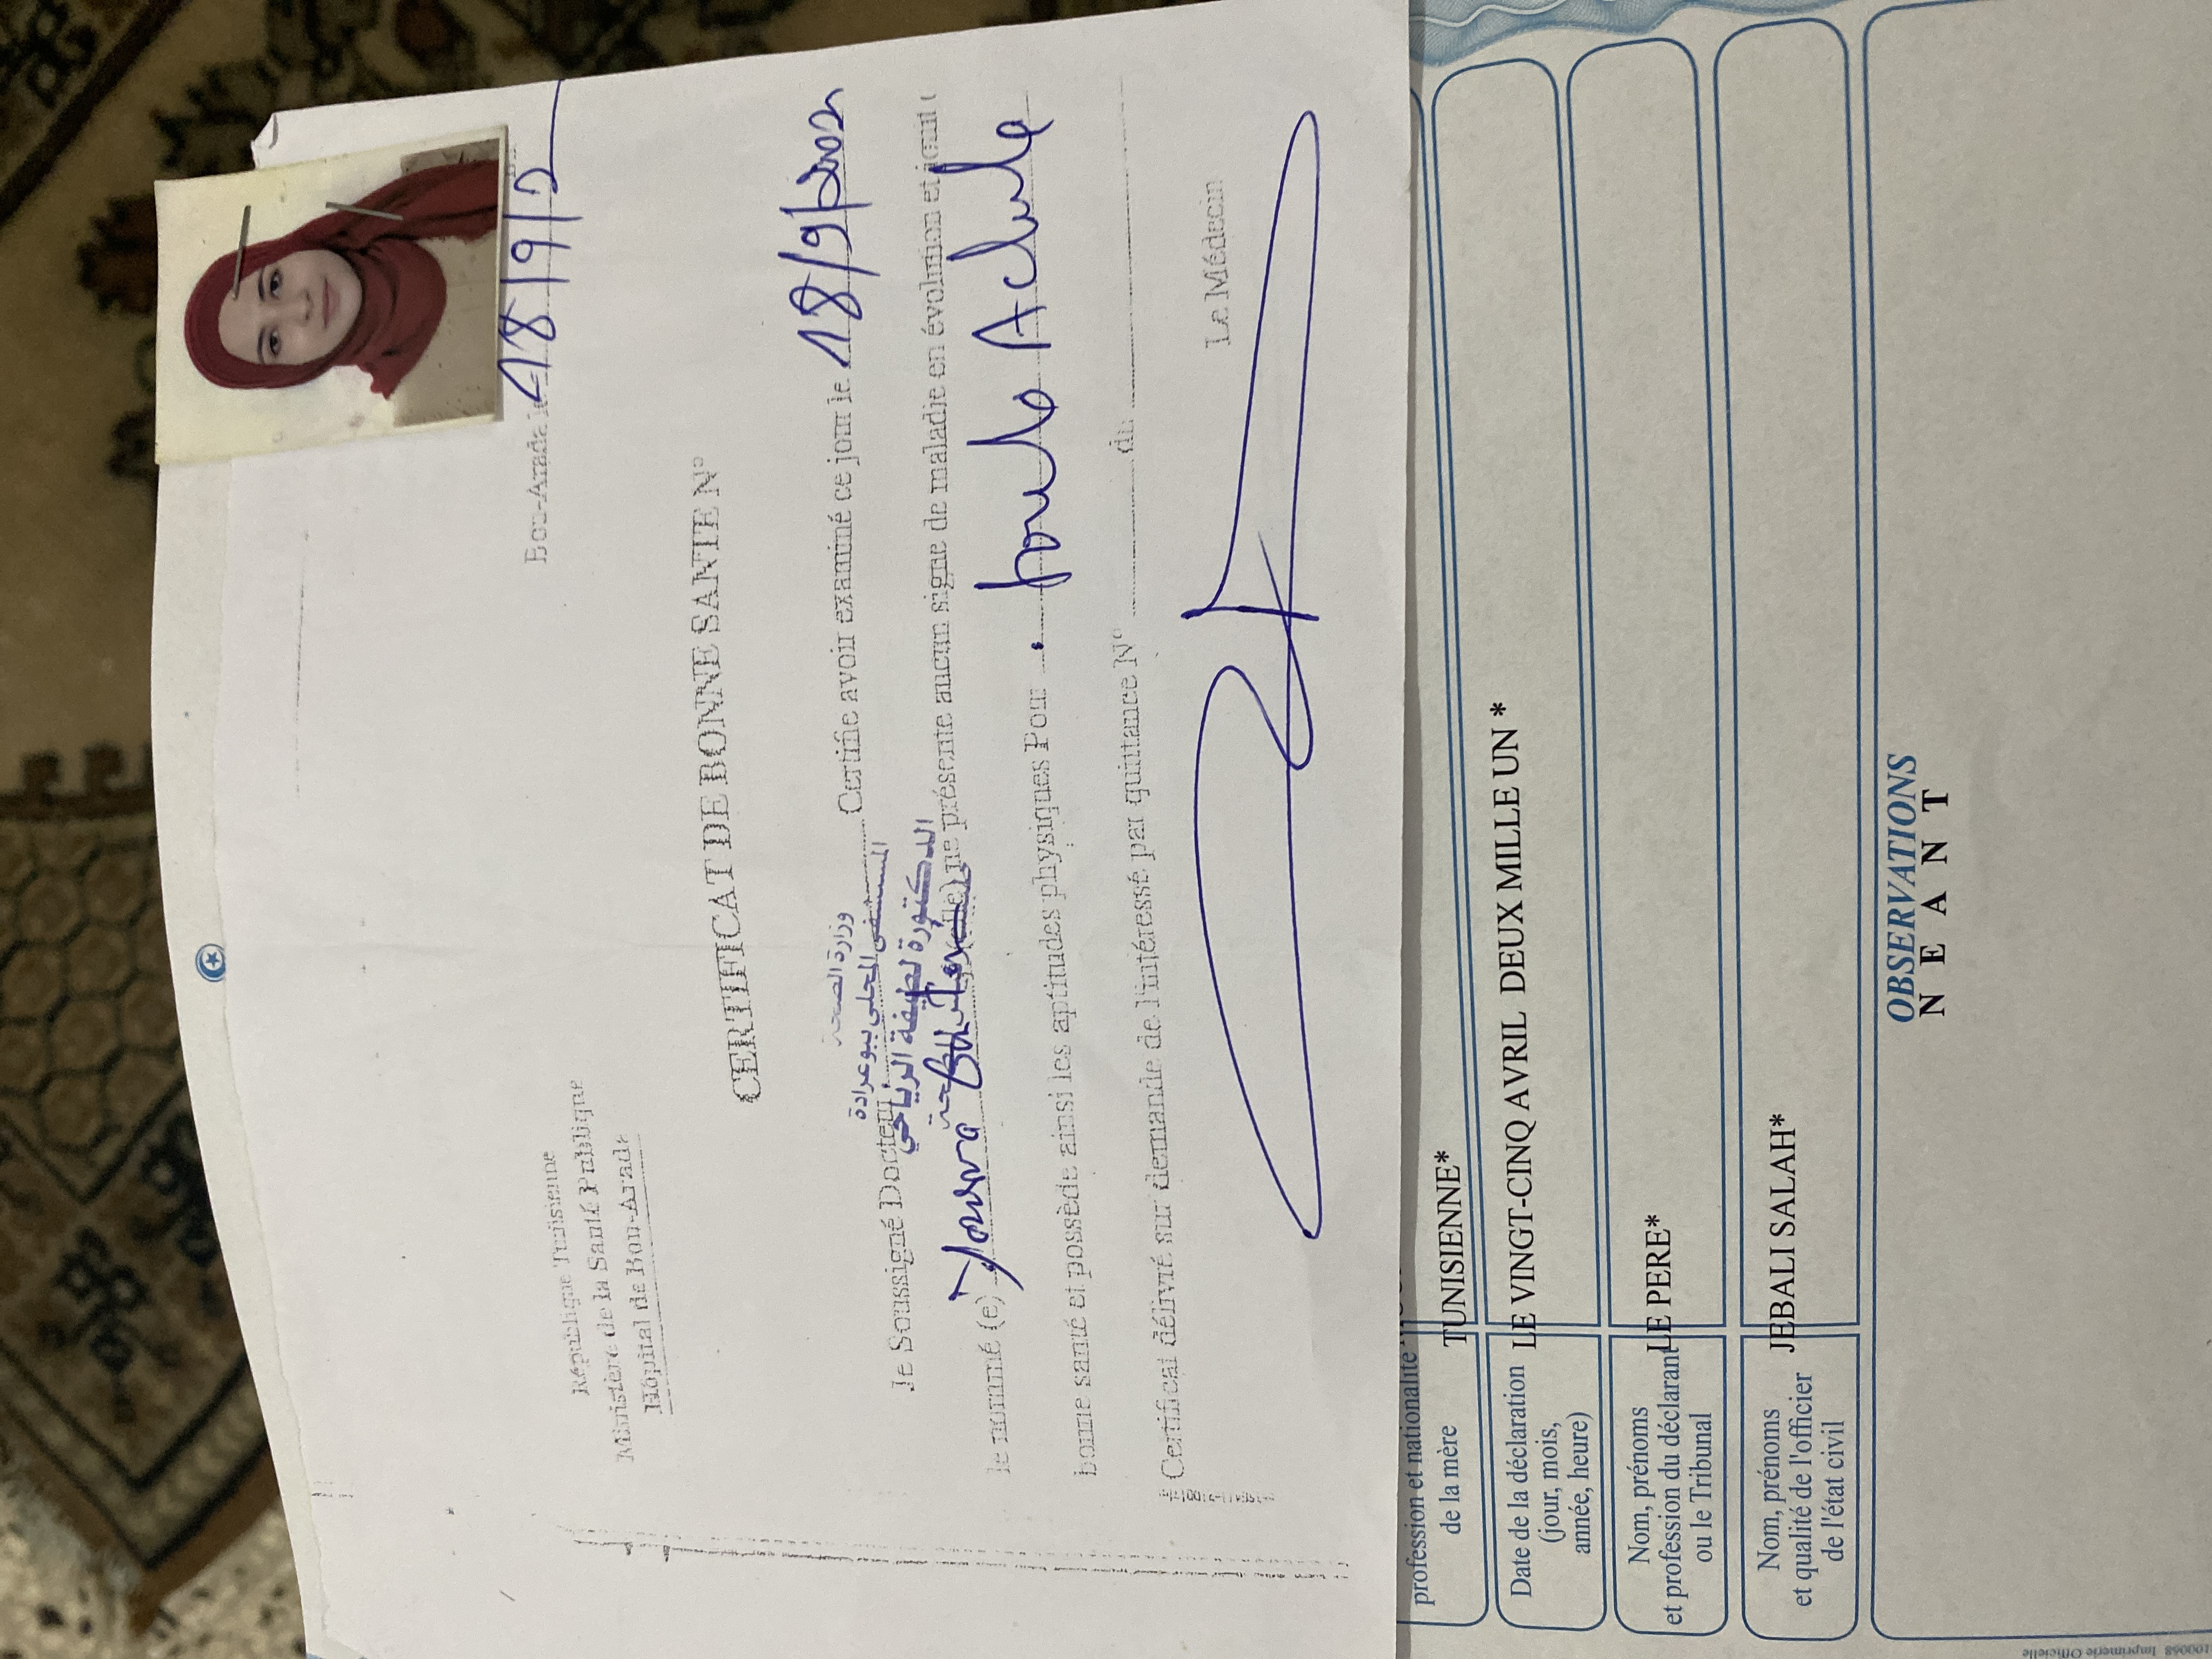 République Tunisienne
Ministère de la Santé Publique
Hôpital de Bou-Arada
Bou-Arada le 18/9/2
CERTIFICAT DE BONNE SANTE N°
وزارة الصحة
المستشفى المحلي ببوعرادة
الدكتورة لطيفة الرياحي
Je Soussigné Docteur Certifie avoir examiné ce jour le 18/9/2002
le nommé (e) ne présente aucun signe de maladie en évolution et jouit
bonne santé et possède ainsi les aptitudes physiques Pour
Certificat délivré sur demande de l'intéressé par quittance N° du
Le Médecin
profession et nationalité
de la mère
TUNISIENNE*
Date de la déclaration
(jour, mois,
année, heure)
LE VINGT-CINQ AVRIL DEUX MILLE UN *
Nom, prénoms
et profession du déclarant
ou le Tribunal
LE PERE*
Nom, prénoms
et qualité de l'officier
de l'état civil
JEBALI SALAH*
OBSERVATIONS
N E A N T
Imprimerie Officielle